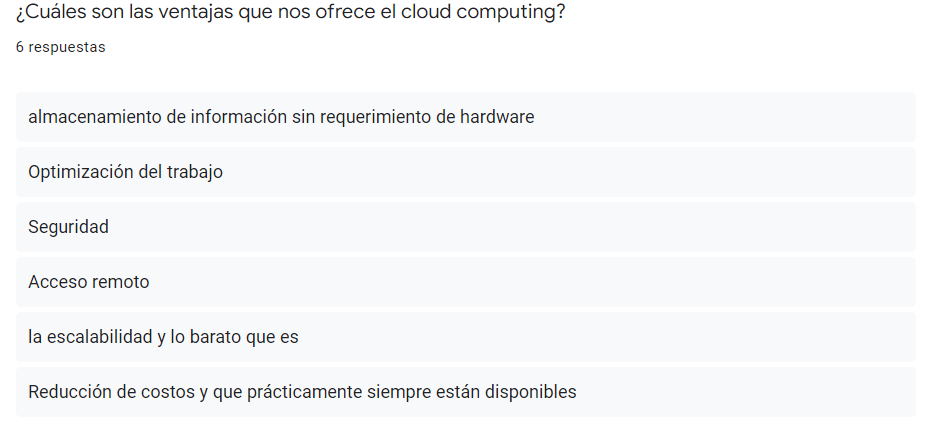 ¿Cuáles son las ventajas que nos ofrece el cloud computing?
6 respuestas
almacenamiento de información sin requerimiento de hardware
Optimización del trabajo
Seguridad
Acceso remoto
la escalabilidad y lo barato que es
Reducción de costos y que prácticamente siempre están disponibles